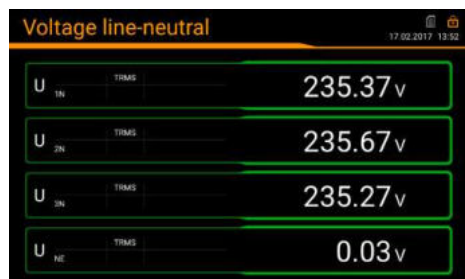 Voltage line-neutral
17.02.2017 13:52
U 1N TRMS 235.37 V
U 2N TRMS 235.67 V
U 3N TRMS 235.27 V
U NE TRMS 0.03 V